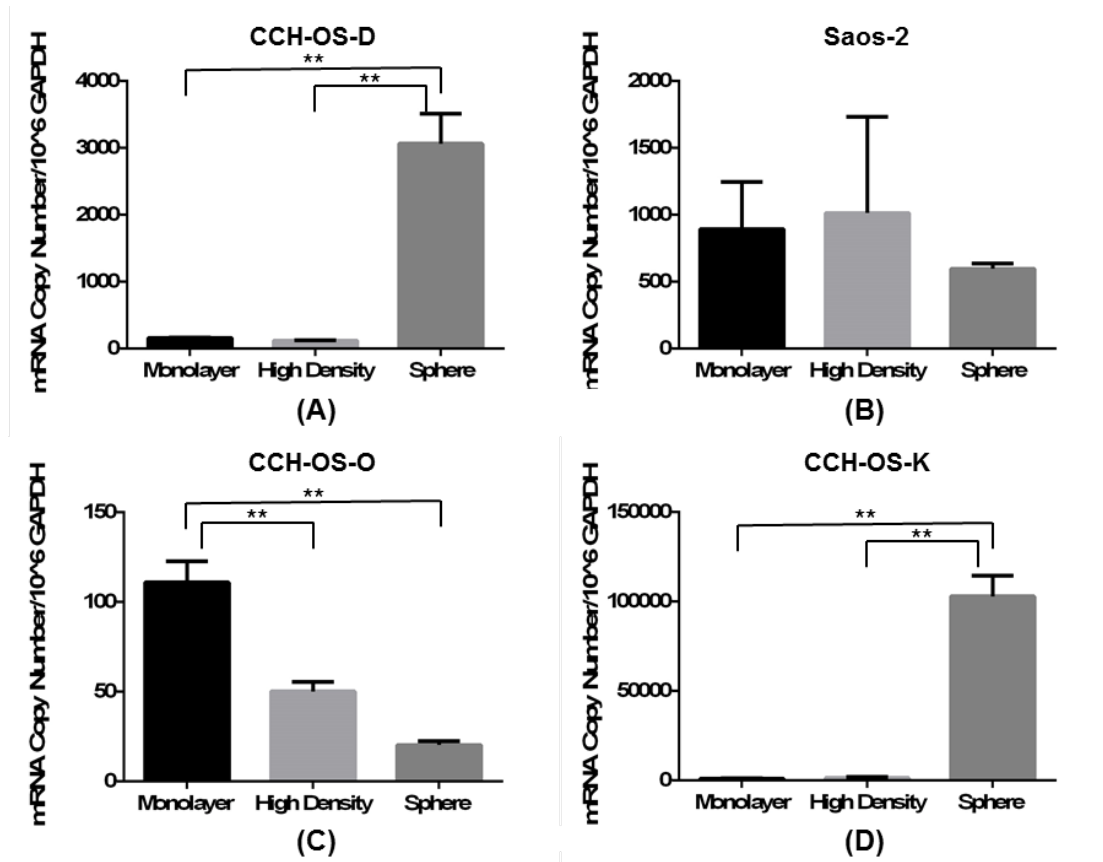 CCH-OS-D
mRNA Copy Number/10^6 GAPDH
4000
3000
2000
1000
0
**
**
Monolayer High Density Sphere
(A)
Saos-2
mRNA Copy Number/10^6 GAPDH
2000
1500
1000
500
0
Monolayer High Density Sphere
(B)
CCH-OS-O
mRNA Copy Number/10^6 GAPDH
150
100
50
0
**
**
Monolayer High Density Sphere
(C)
CCH-OS-K
mRNA Copy Number/10^6 GAPDH
150000
100000
50000
0
**
**
Monolayer High Density Sphere
(D)